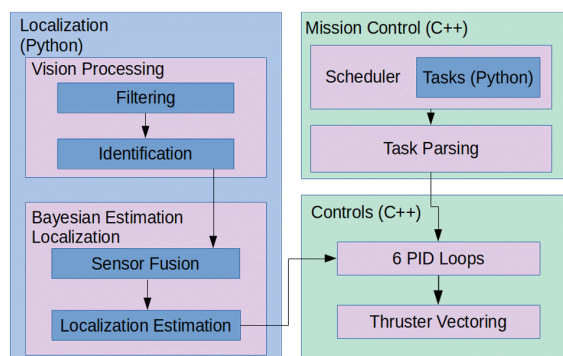 Localization
(Python)
Vision Processing
Filtering
Identification
Bayesian Estimation
Localization
Sensor Fusion
Localization Estimation
Mission Control (C++)
Scheduler
Tasks (Python)
Task Parsing
Controls (C++)
6 PID Loops
Thruster Vectoring